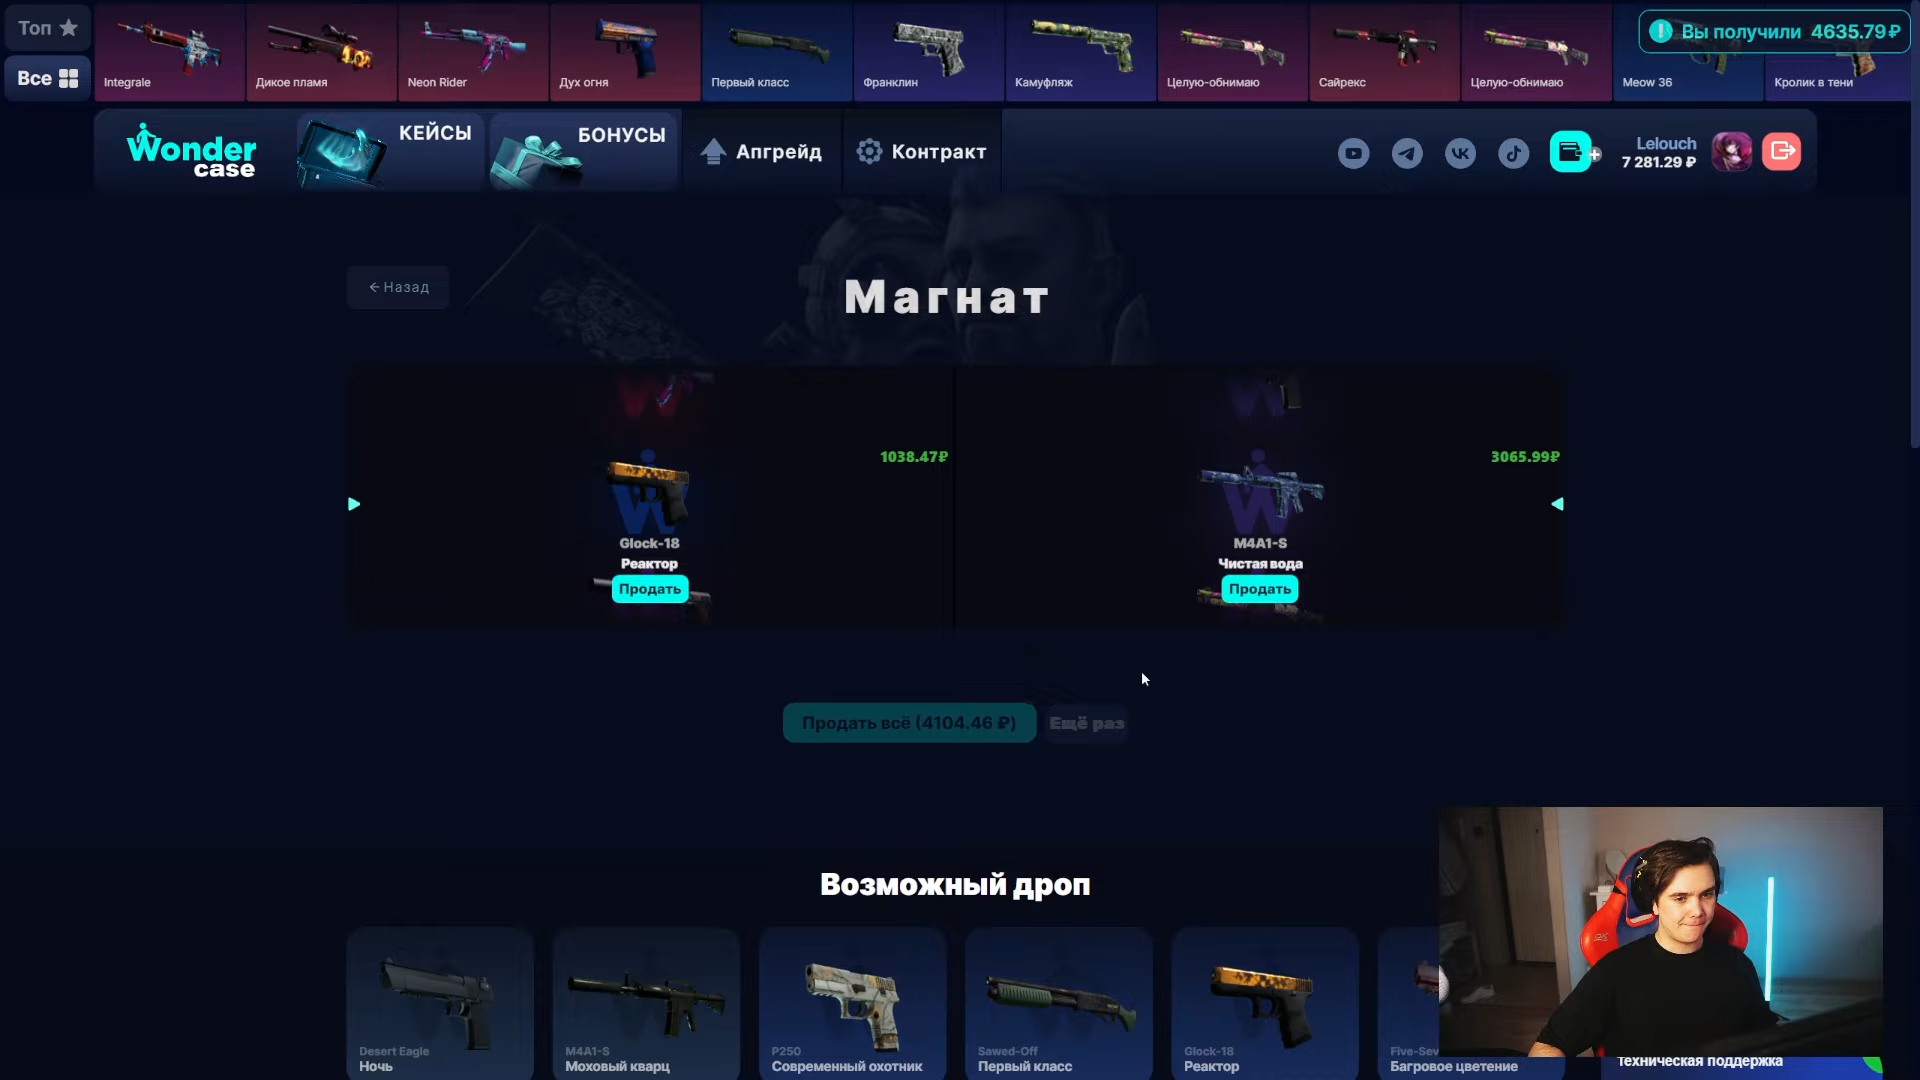 Топ
Все
Integrale
Дикое пламя
Neon Rider
Дух огня
Первый класс
Франклин
Камуфляж
Целую-обнимаю
Сайрекс
Целую-обнимаю
Meow 36
Кролик в тени
Вы получили 4635.79₽
Wonder
case
КЕЙСЫ
БОНУСЫ
Апгрейд
Контракт
Lelouch
7 281.29 ₽
Назад
Магнат
1038.47₽
Glock-18
Реактор
Продать
3065.99₽
M4A1-S
Чистая вода
Продать
Продать всё (4104.46 ₽)
Ещё раз
Возможный дроп
Desert Eagle
Ночь
M4A1-S
Моховый кварц
P250
Современный охотник
Sawed-Off
Первый класс
Glock-18
Реактор
Five-Sev
Багровое цветение
Техническая поддержка